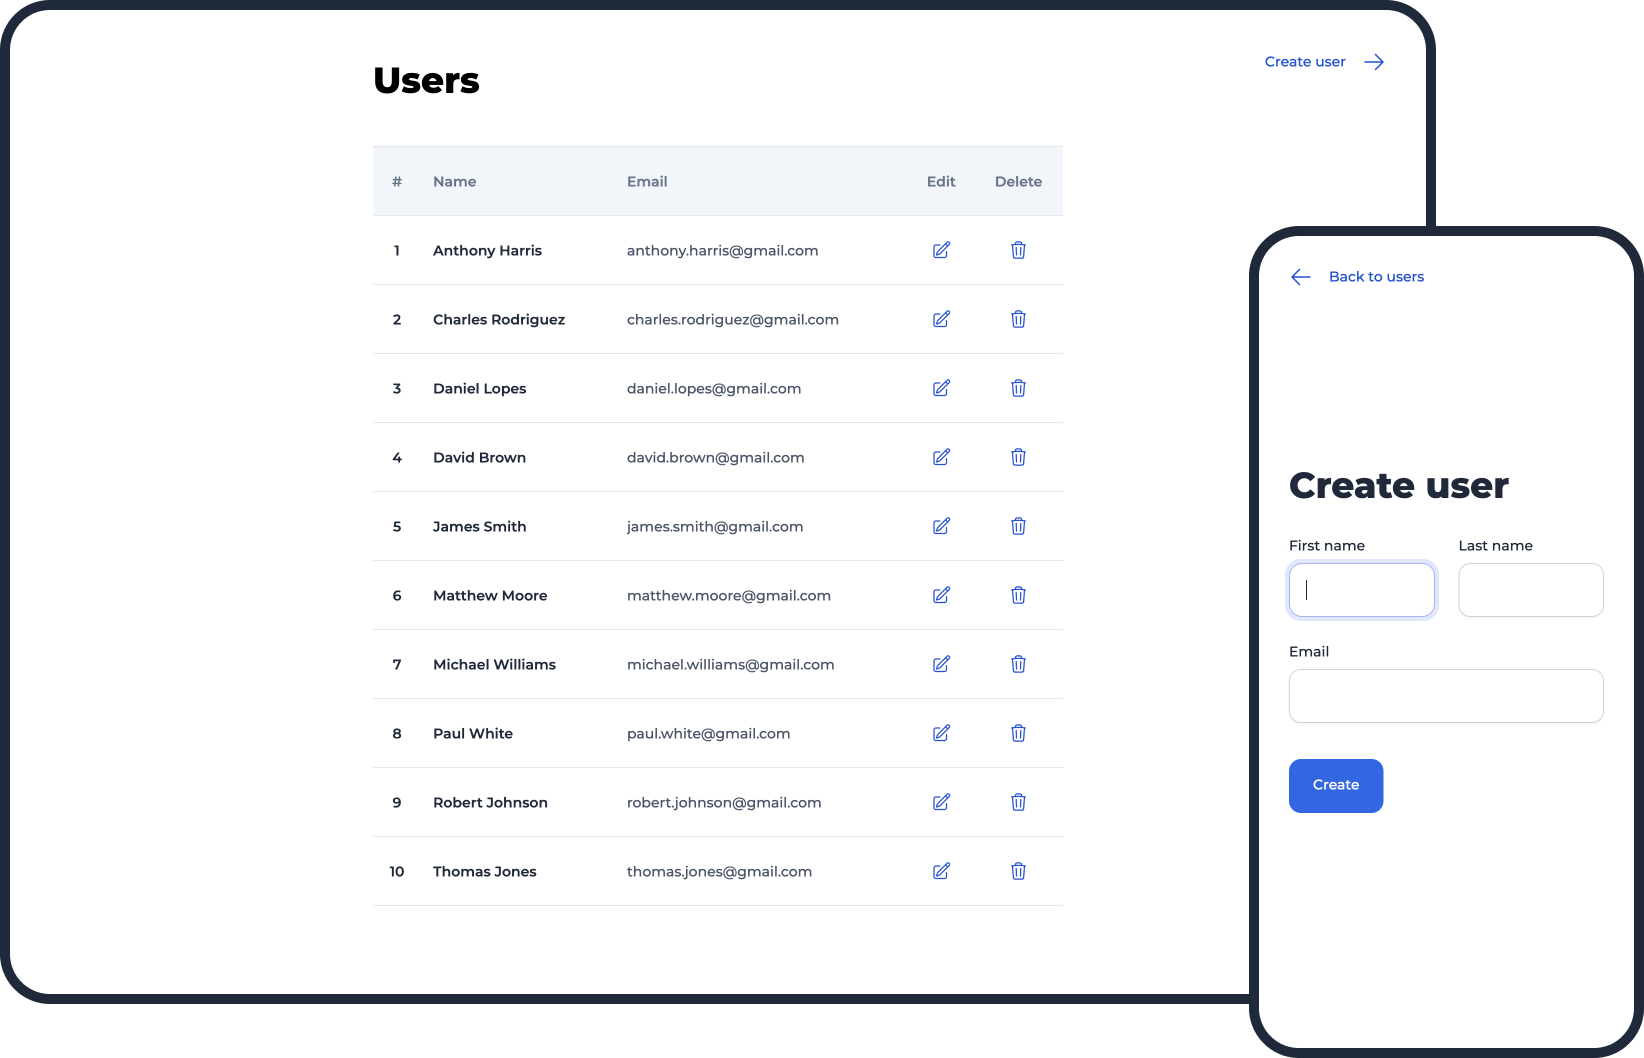 Create user
Users
# Name Email Edit Delete
1 Anthony Harris anthony.harris@gmail.com
2 Charles Rodriguez charles.rodriguez@gmail.com
3 Daniel Lopes daniel.lopes@gmail.com
4 David Brown david.brown@gmail.com
5 James Smith james.smith@gmail.com
6 Matthew Moore matthew.moore@gmail.com
7 Michael Williams michael.williams@gmail.com
8 Paul White paul.white@gmail.com
9 Robert Johnson robert.johnson@gmail.com
10 Thomas Jones thomas.jones@gmail.com
Back to users
Create user
First name Last name
Email
Create